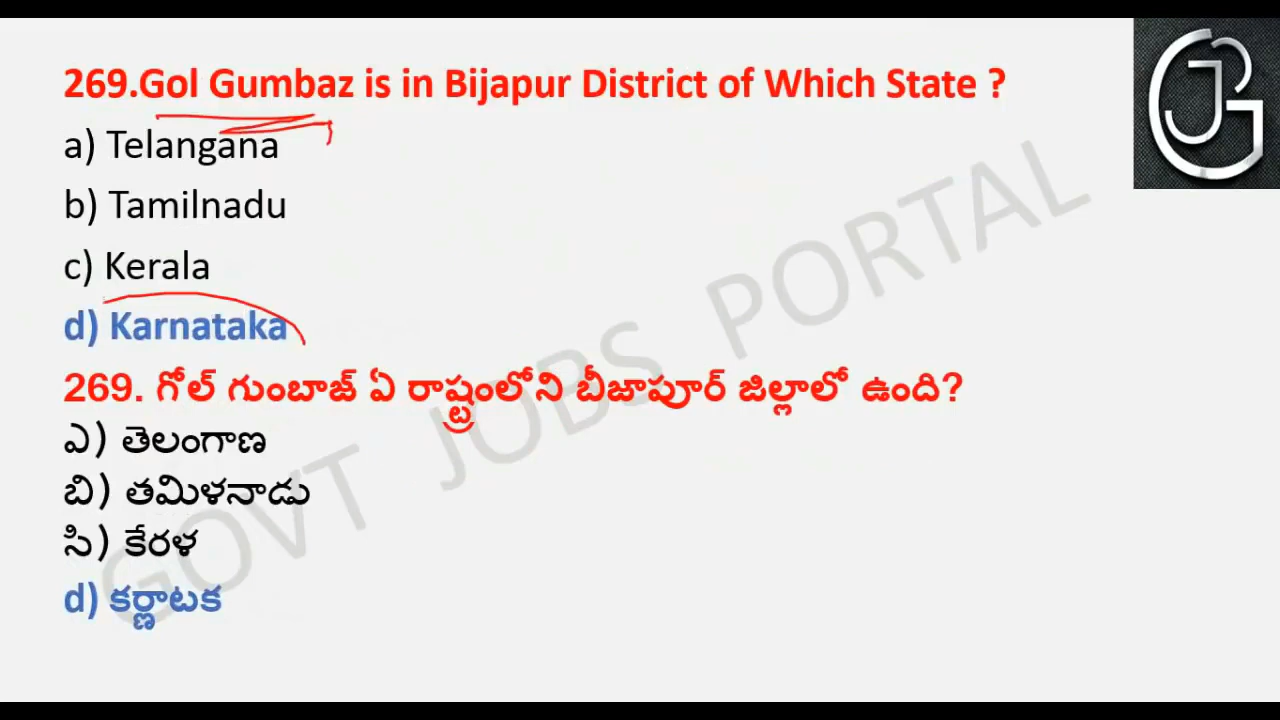 269.Gol Gumbaz is in Bijapur District of Which State ?
a) Telangana
b) Tamilnadu
c) Kerala
d) Karnataka
269. గోల్ గుంబాజ్ ఏ రాష్ట్రంలోని బీజాపూర్ జిల్లాలో ఉంది?
ఎ) తెలంగాణ
బి) తమిళనాడు
సి) కేరళ
d) కర్ణాటక
GOVT JOBS PORTAL
GJ